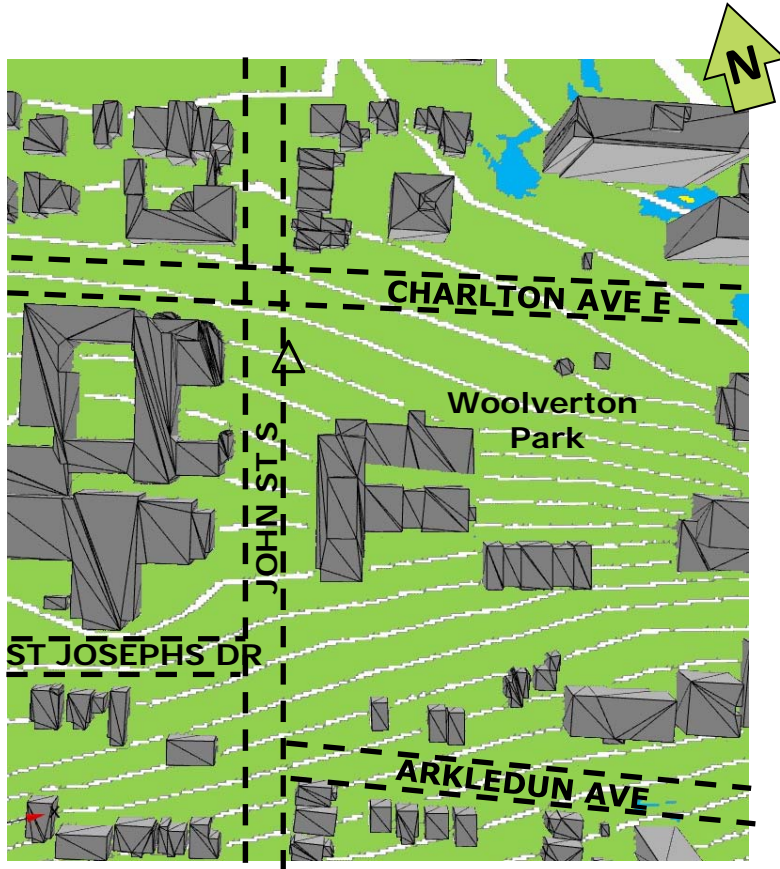 N
CHARLTON AVE E
Woolverton
Park
JOHN ST S
ST JOSEPHS DR
ARKLEDUN AVE